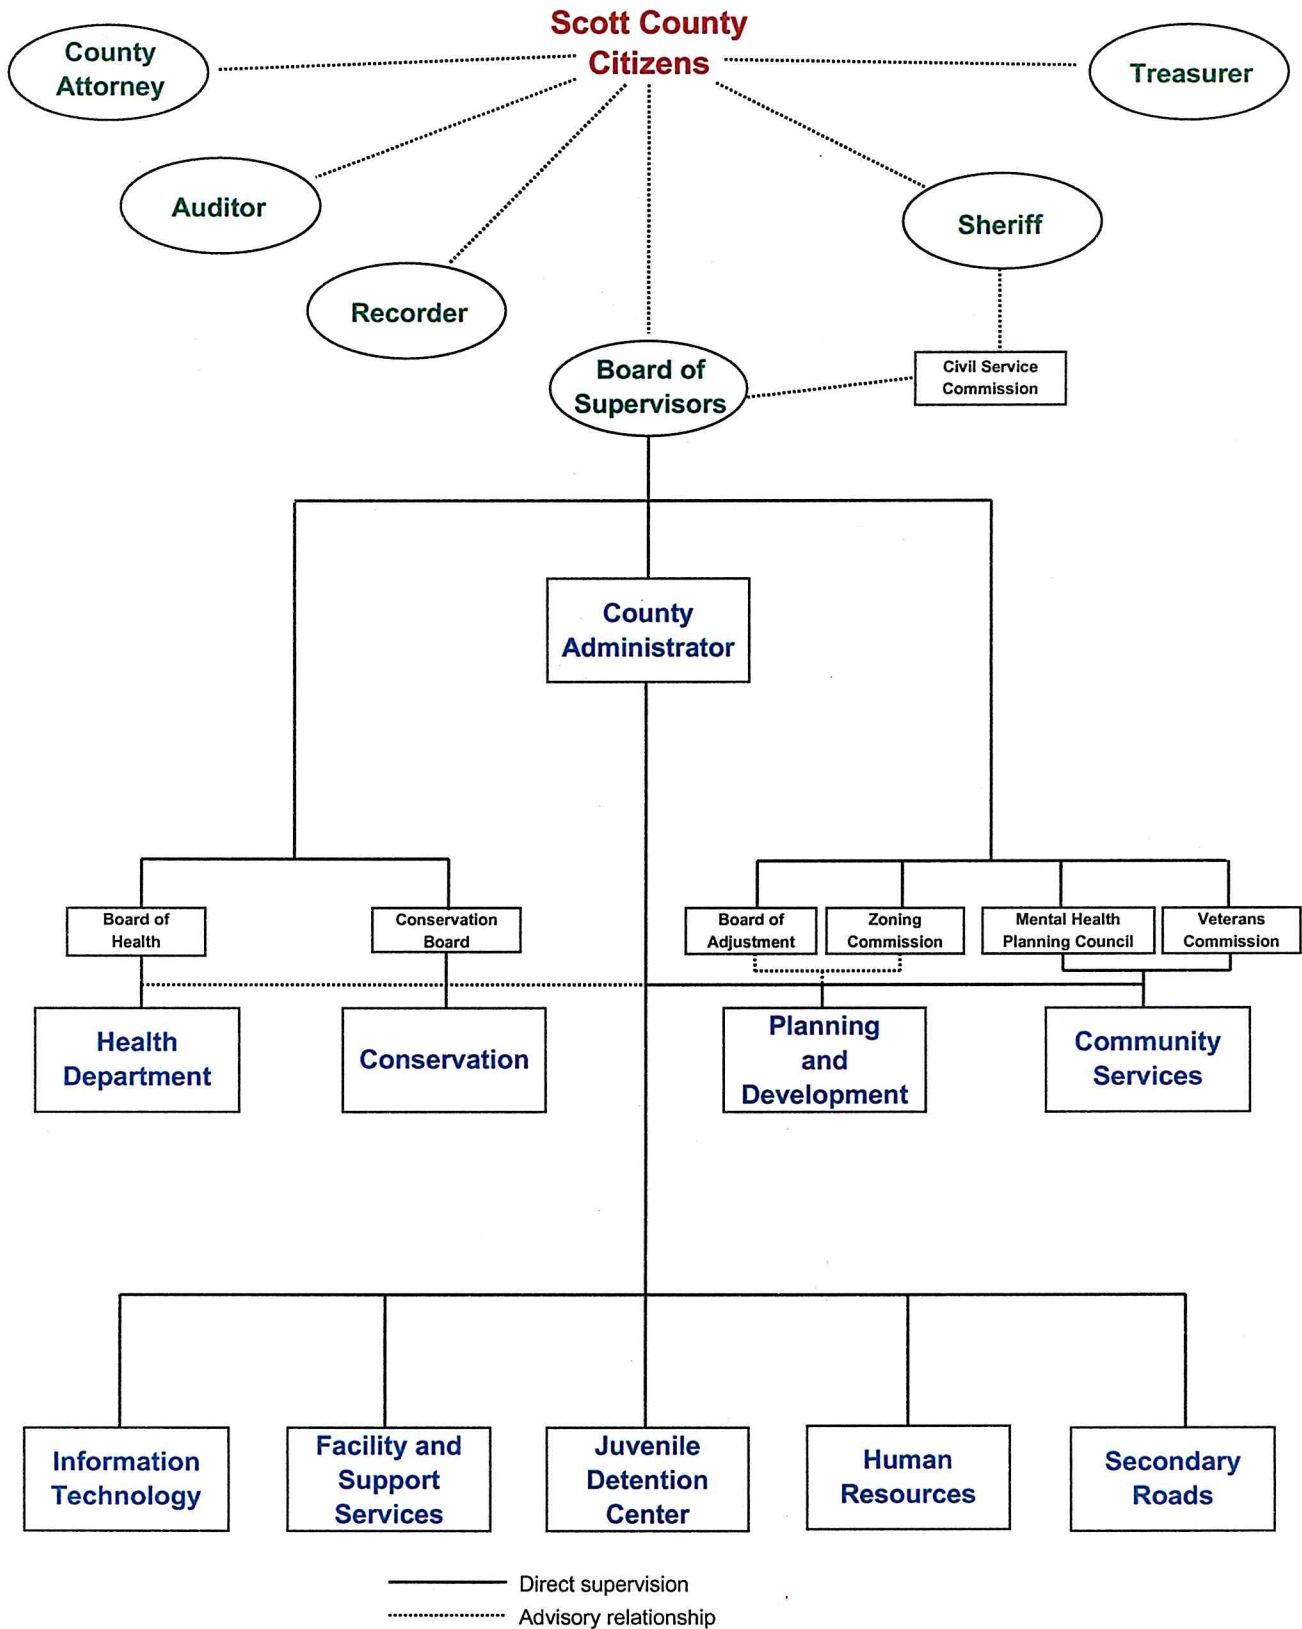 Scott County
Citizens
County
Attorney
Treasurer
Auditor
Sheriff
Recorder
Board of
Supervisors
Civil Service
Commission
County
Administrator
Board of
Health
Conservation
Board
Board of
Adjustment
Zoning
Commission
Mental Health
Planning Council
Veterans
Commission
Health
Department
Conservation
Planning
and
Development
Community
Services
Information
Technology
Facility and
Support
Services
Juvenile
Detention
Center
Human
Resources
Secondary
Roads
Direct supervision
Advisory relationship